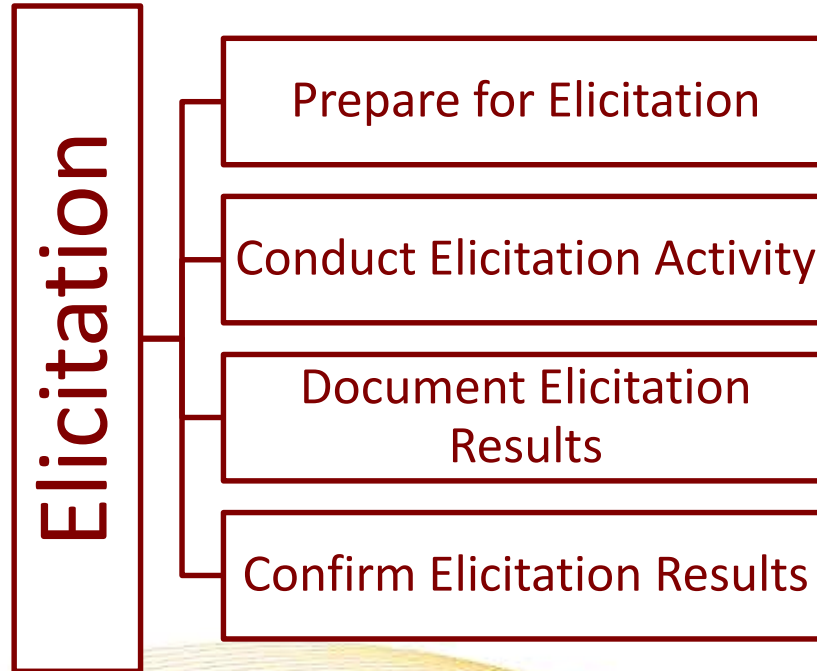 Elicitation
Prepare for Elicitation
Conduct Elicitation Activity
Document Elicitation
Results
Confirm Elicitation Results